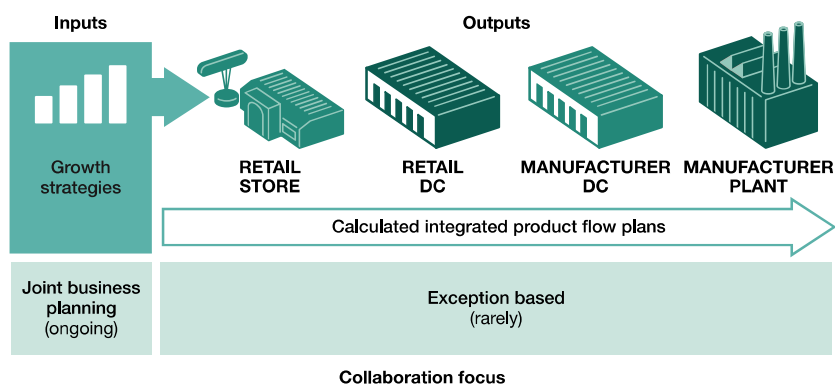 Inputs
Outputs
Growth
strategies
RETAIL
STORE
RETAIL
DC
MANUFACTURER
DC
MANUFACTURER
PLANT
Calculated integrated product flow plans
Joint business
planning
(ongoing)
Exception based
(rarely)
Collaboration focus